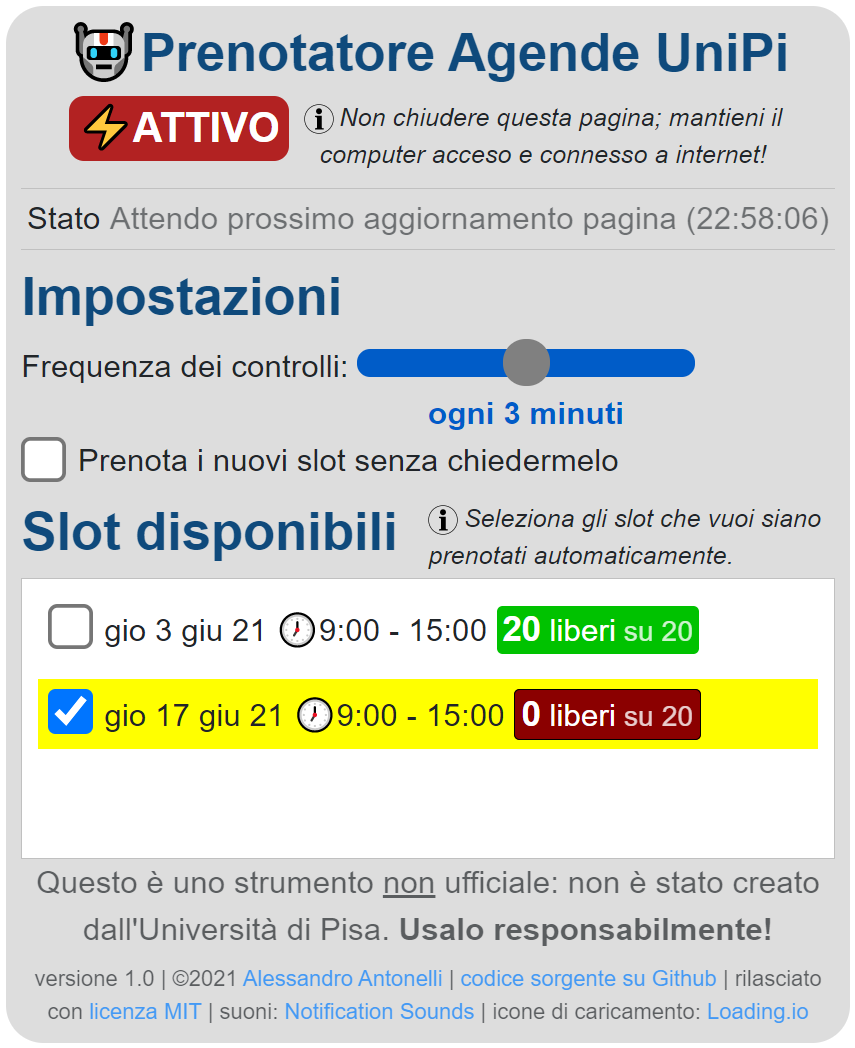 Prenotatore Agende UniPi
ATTIVO
Non chiudere questa pagina; mantieni il
computer acceso e connesso a internet!
Stato Attendo prossimo aggiornamento pagina (22:58:06)
Impostazioni
Frequenza dei controlli:
ogni 3 minuti
Prenota i nuovi slot senza chiedermelo
Slot disponibili
Seleziona gli slot che vuoi siano
prenotati automaticamente.
gio 3 giu 21 9:00 - 15:00 20 liberi su 20
gio 17 giu 21 9:00 - 15:00 0 liberi su 20
Questo è uno strumento non ufficiale: non è stato creato
dall'Università di Pisa. Usalo responsabilmente!
versione 1.0 | ©2021 Alessandro Antonelli | codice sorgente su Github | rilasciato
con licenza MIT | suoni: Notification Sounds | icone di caricamento: Loading.io